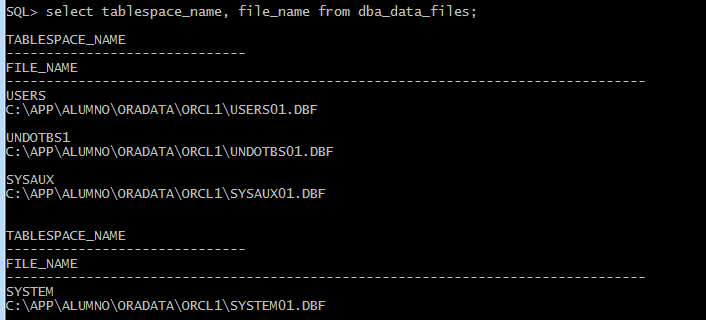 SQL> select tablespace_name, file_name from dba_data_files;
TABLESPACE_NAME
------------------------------
FILE_NAME
--------------------------------------------------------------------------------
USERS
C:\APP\ALUMNO\ORADATA\ORCL1\USERS01.DBF
UNDOTBS1
C:\APP\ALUMNO\ORADATA\ORCL1\UNDOTBS01.DBF
SYSAUX
C:\APP\ALUMNO\ORADATA\ORCL1\SYSAUX01.DBF
TABLESPACE_NAME
------------------------------
FILE_NAME
--------------------------------------------------------------------------------
SYSTEM
C:\APP\ALUMNO\ORADATA\ORCL1\SYSTEM01.DBF